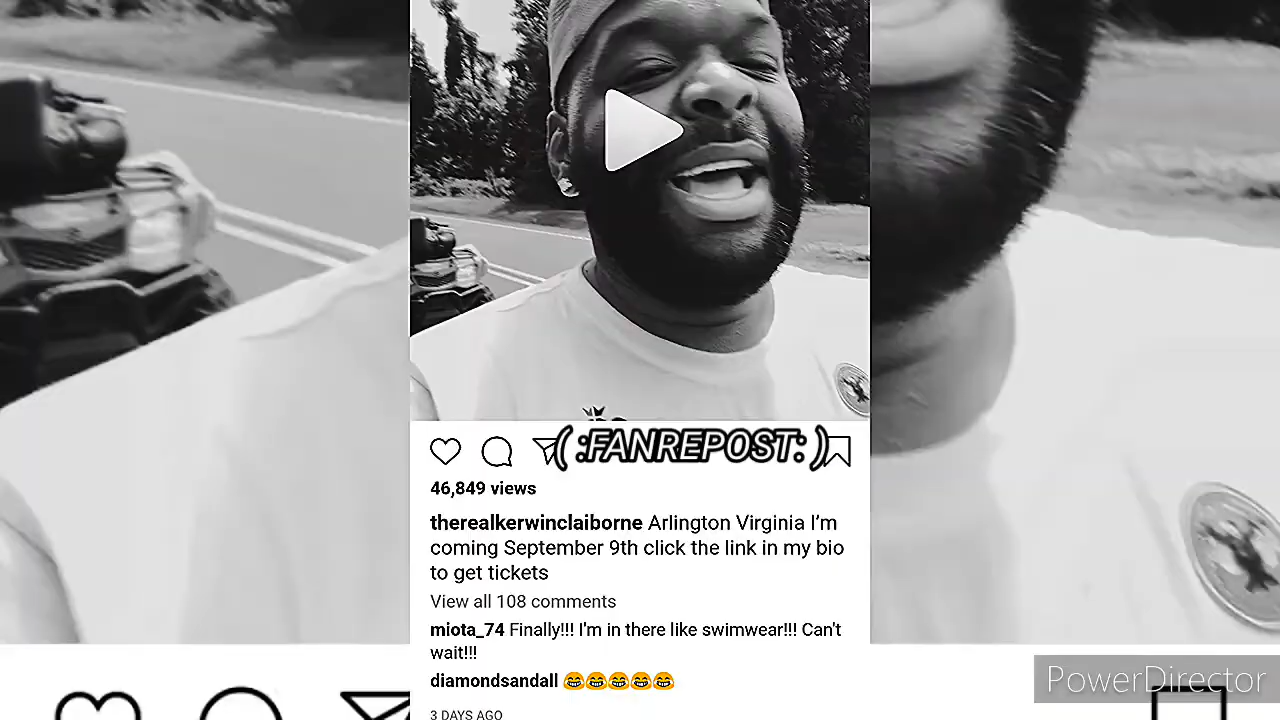 (:FANREPOST:)
46,849 views
therealkerwinclaiborne Arlington Virginia I'm
coming September 9th click the link in my bio
to get tickets
View all 108 comments
miota_74 Finally!!! I'm in there like swimwear!!! Can't
wait!!!
diamondsandall 😂😂😂😂😂
3 DAYS AGO
PowerDirector